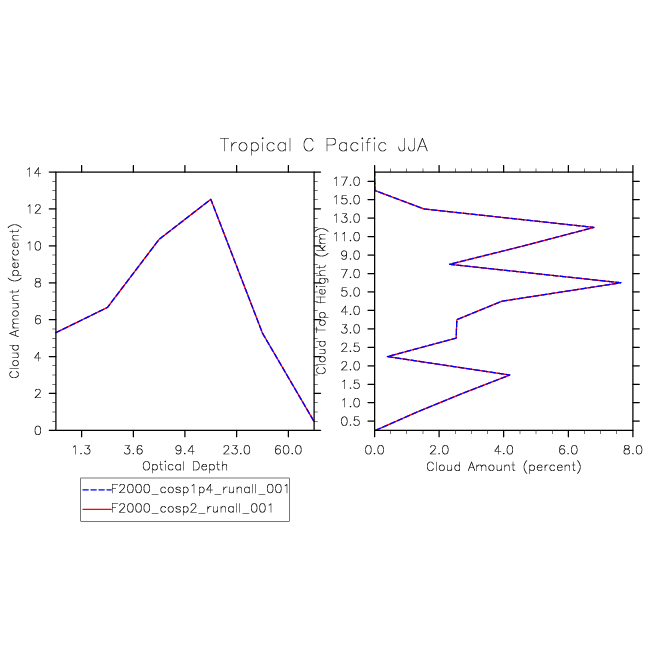 Tropical C Pacific JJA
Cloud Amount (percent)
14
12
10
8
6
4
2
0
1.3 3.6 9.4 23.0 60.0
Optical Depth
Cloud Top Height (km)
17.0
15.0
13.0
11.0
9.0
7.0
5.0
4.0
3.0
2.5
2.0
1.5
1.0
0.5
0.0 2.0 4.0 6.0 8.0
Cloud Amount (percent)
F2000_cosp1p4_runall_001
F2000_cosp2_runall_001